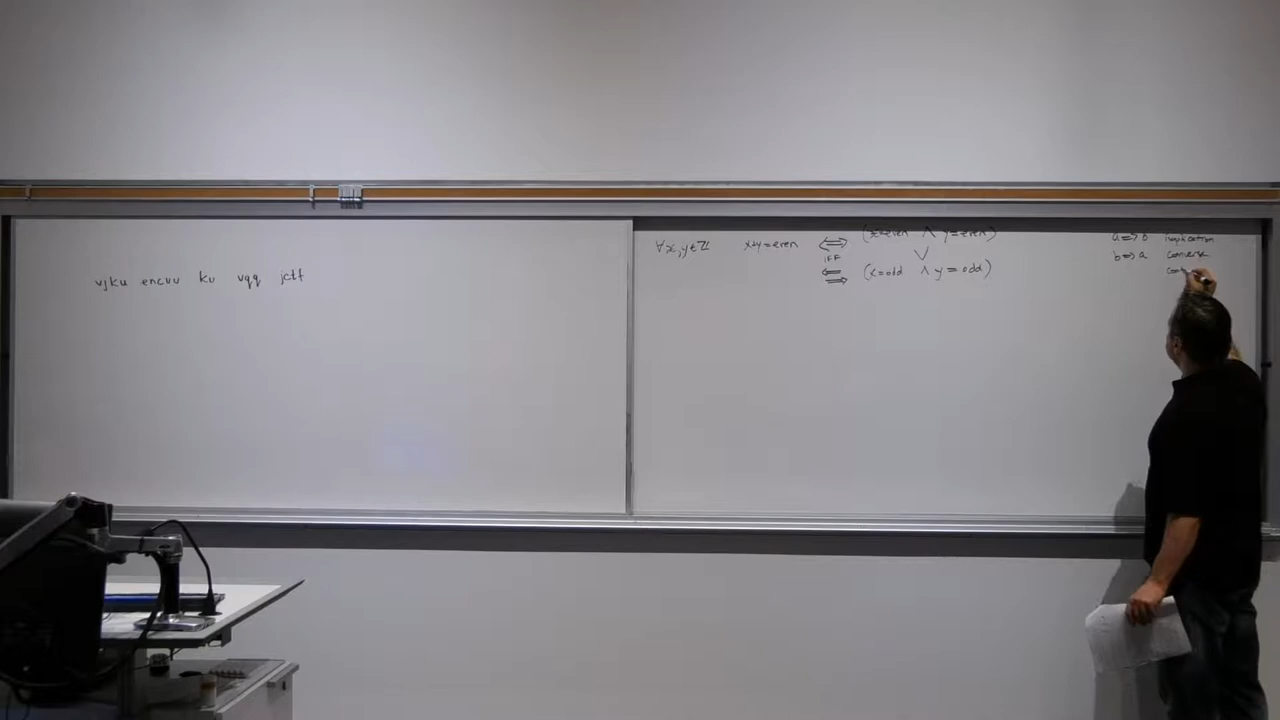 vjku encuu ku vqq jctf
∀x,y∈ℤ x+y=even ⇔ (x=even ∧ y=even)
IFF ∨
⇐ (x=odd ∧ y=odd)
⇒
a⇒b implication
b⇒a converse